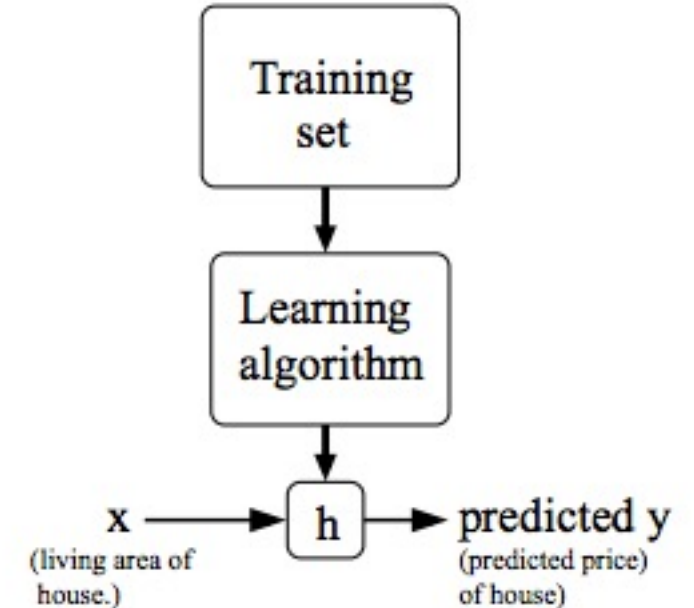 Training
set
Learning
algorithm
x
h
predicted y
(living area of
house.)
(predicted price)
of house)